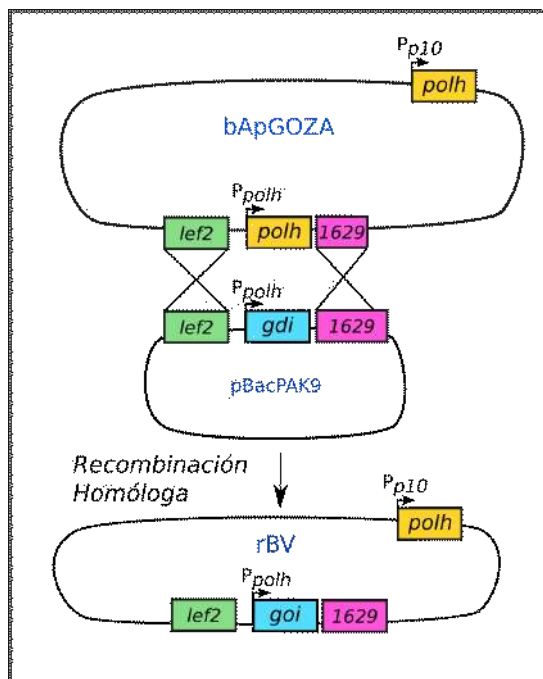 Pp10
polh
bApGOZA
Ppolh
lef2 polh 1629
Ppolh
lef2 gdi 1629
pBacPAK9
Recombinación
Homóloga
Pp10
polh
rBV
Ppolh
lef2 goi 1629